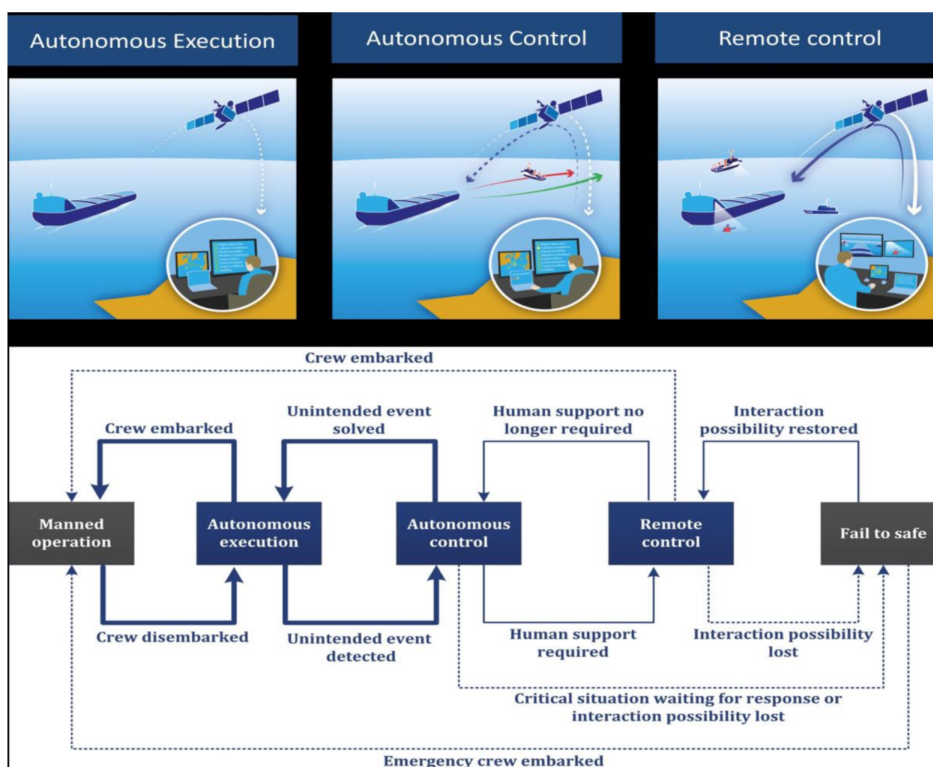 Autonomous Execution
Autonomous Control
Remote control
Crew embarked
Crew embarked
Unintended event
solved
Human support no
longer required
Interaction
possibility restored
Manned
operation
Autonomous
execution
Autonomous
control
Remote
control
Fail to safe
Crew disembarked
Unintended event
detected
Human support
required
Interaction possibility
lost
Critical situation waiting for response or
interaction possibility lost
Emergency crew embarked